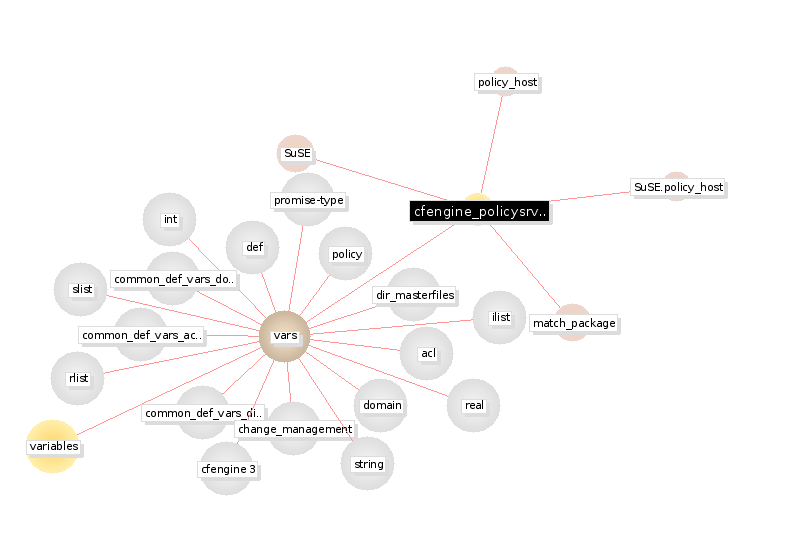 policy_host
SuSE
SuSE.policy_host
promise-type
cfengine_policysrv..
int
def
policy
common_def_vars_do..
slist
dir_masterfiles
ilist
match_package
common_def_vars_ac..
vars
acl
rlist
domain
real
common_def_vars_di..
change_management
variables
string
cfengine 3